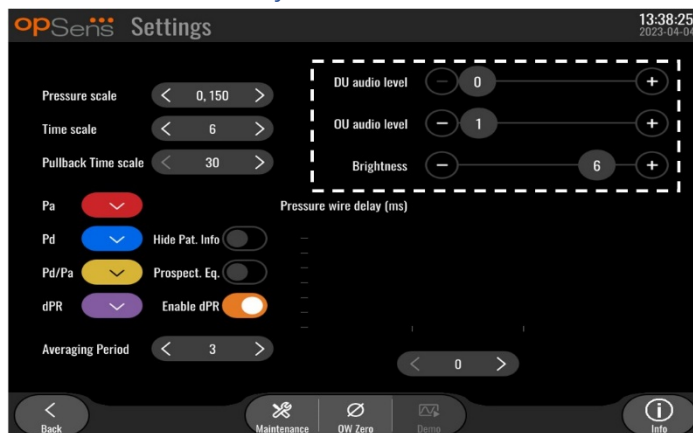 opSens Settings
13:38:25
2023-04-04
Pressure scale < 0, 150 >
DU audio level − 0 +
Time scale < 6 >
OU audio level − 1 +
Pullback Time scale < 30 >
Brightness − 6 +
Pa
Pressure wire delay (ms)
Pd
Hide Pat. Info
Pd/Pa
Prospect. Eq.
dPR
Enable dPR
Averaging Period < 3 >
< 0 >
Back
Maintenance
OW Zero
Demo
Info